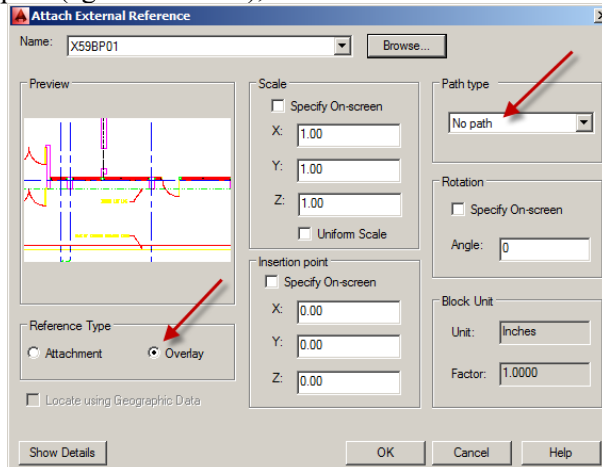 Attach External Reference
Name: X59BP01 Browse...
Preview
Scale
Specify On-screen
X: 1.00
Y: 1.00
Z: 1.00
Uniform Scale
Path type
No path
Rotation
Specify On-screen
Angle: 0
Insertion point
Specify On-screen
X: 0.00
Y: 0.00
Z: 0.00
Block Unit
Unit: Inches
Factor: 1.0000
Reference Type
Attachment Overlay
Locate using Geographic Data
Show Details OK Cancel Help